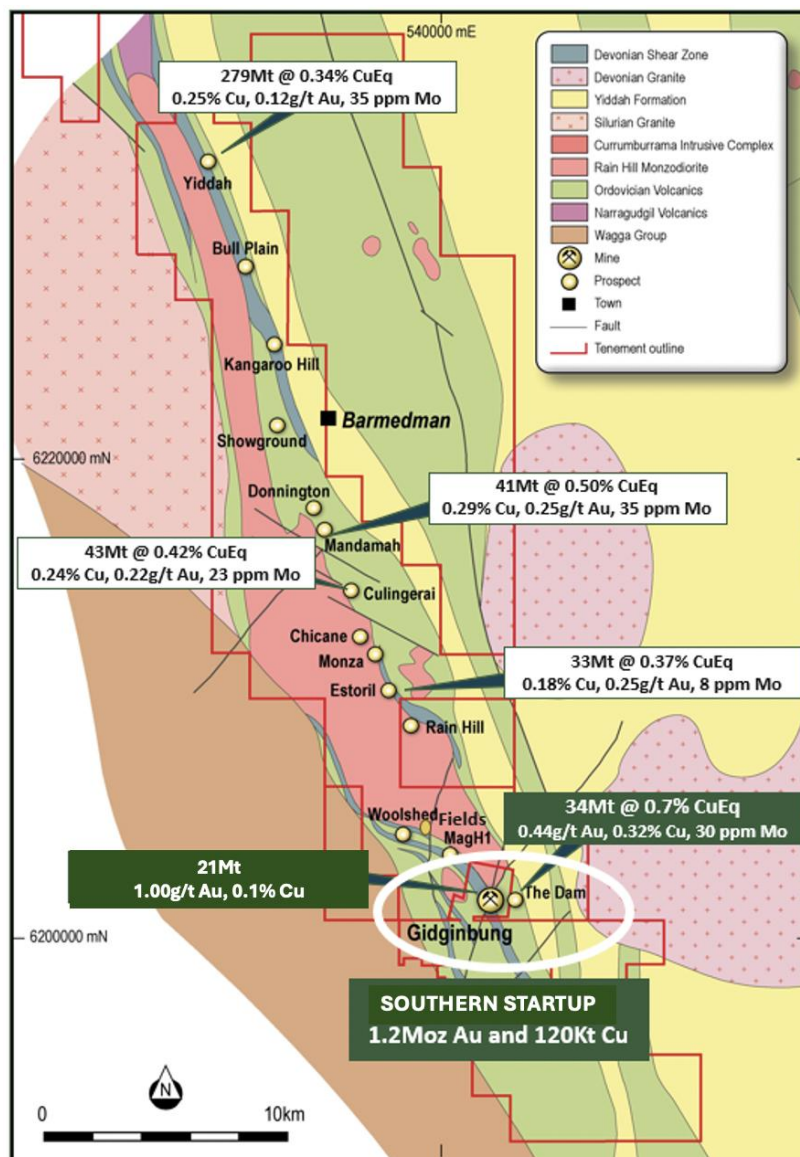 540000 mE
279Mt @ 0.34% CuEq
0.25% Cu, 0.12g/t Au, 35 ppm Mo
Devonian Shear Zone
Devonian Granite
Yiddah Formation
Silurian Granite
Currumburrama Intrusive Complex
Rain Hill Monzodiorite
Ordovician Volcanics
Narragudgil Volcanics
Wagga Group
Mine
Prospect
Town
Fault
Tenement outline
Yiddah
Bull Plain
Kangaroo Hill
Barmedman
Showground
6220000 mN
Donnington
41Mt @ 0.50% CuEq
0.29% Cu, 0.25g/t Au, 35 ppm Mo
Mandamah
43Mt @ 0.42% CuEq
0.24% Cu, 0.22g/t Au, 23 ppm Mo
Culingerai
Chicane
Monza
33Mt @ 0.37% CuEq
0.18% Cu, 0.25g/t Au, 8 ppm Mo
Estoril
Rain Hill
34Mt @ 0.7% CuEq
0.44g/t Au, 0.32% Cu, 30 ppm Mo
Woolshed
Fields
MagH1
21Mt
1.00g/t Au, 0.1% Cu
The Dam
Gidginbung
6200000 mN
SOUTHERN STARTUP
1.2Moz Au and 120Kt Cu
N
0 10km